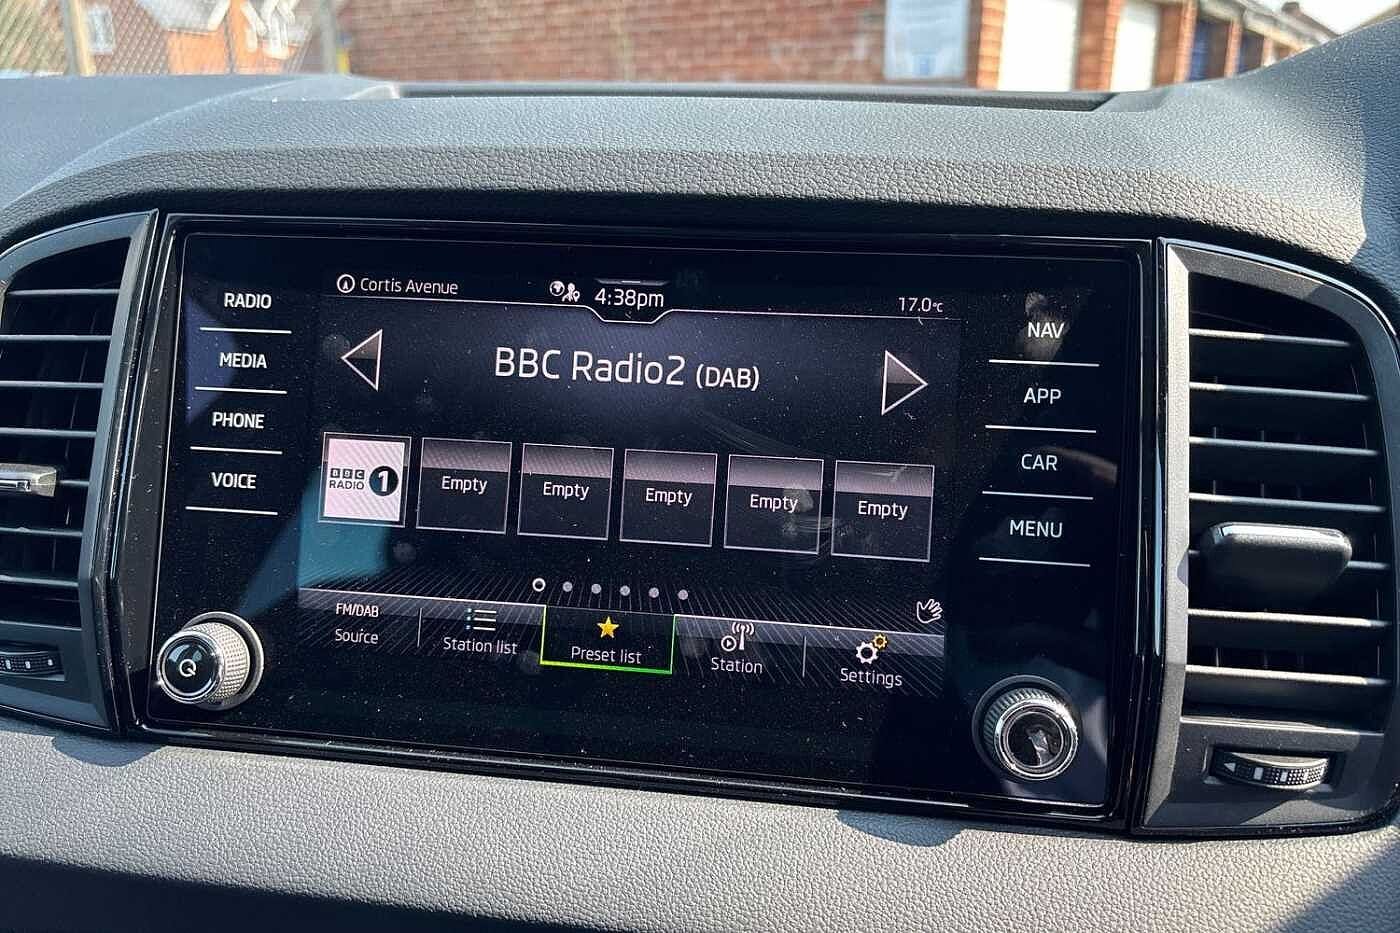 RADIO
MEDIA
PHONE
VOICE
Cortis Avenue
4:38pm
17.0°C
BBC Radio2 (DAB)
BBC
RADIO 1
Empty
Empty
Empty
Empty
Empty
FM/DAB
Source
Station list
Preset list
Station
Settings
NAV
APP
CAR
MENU